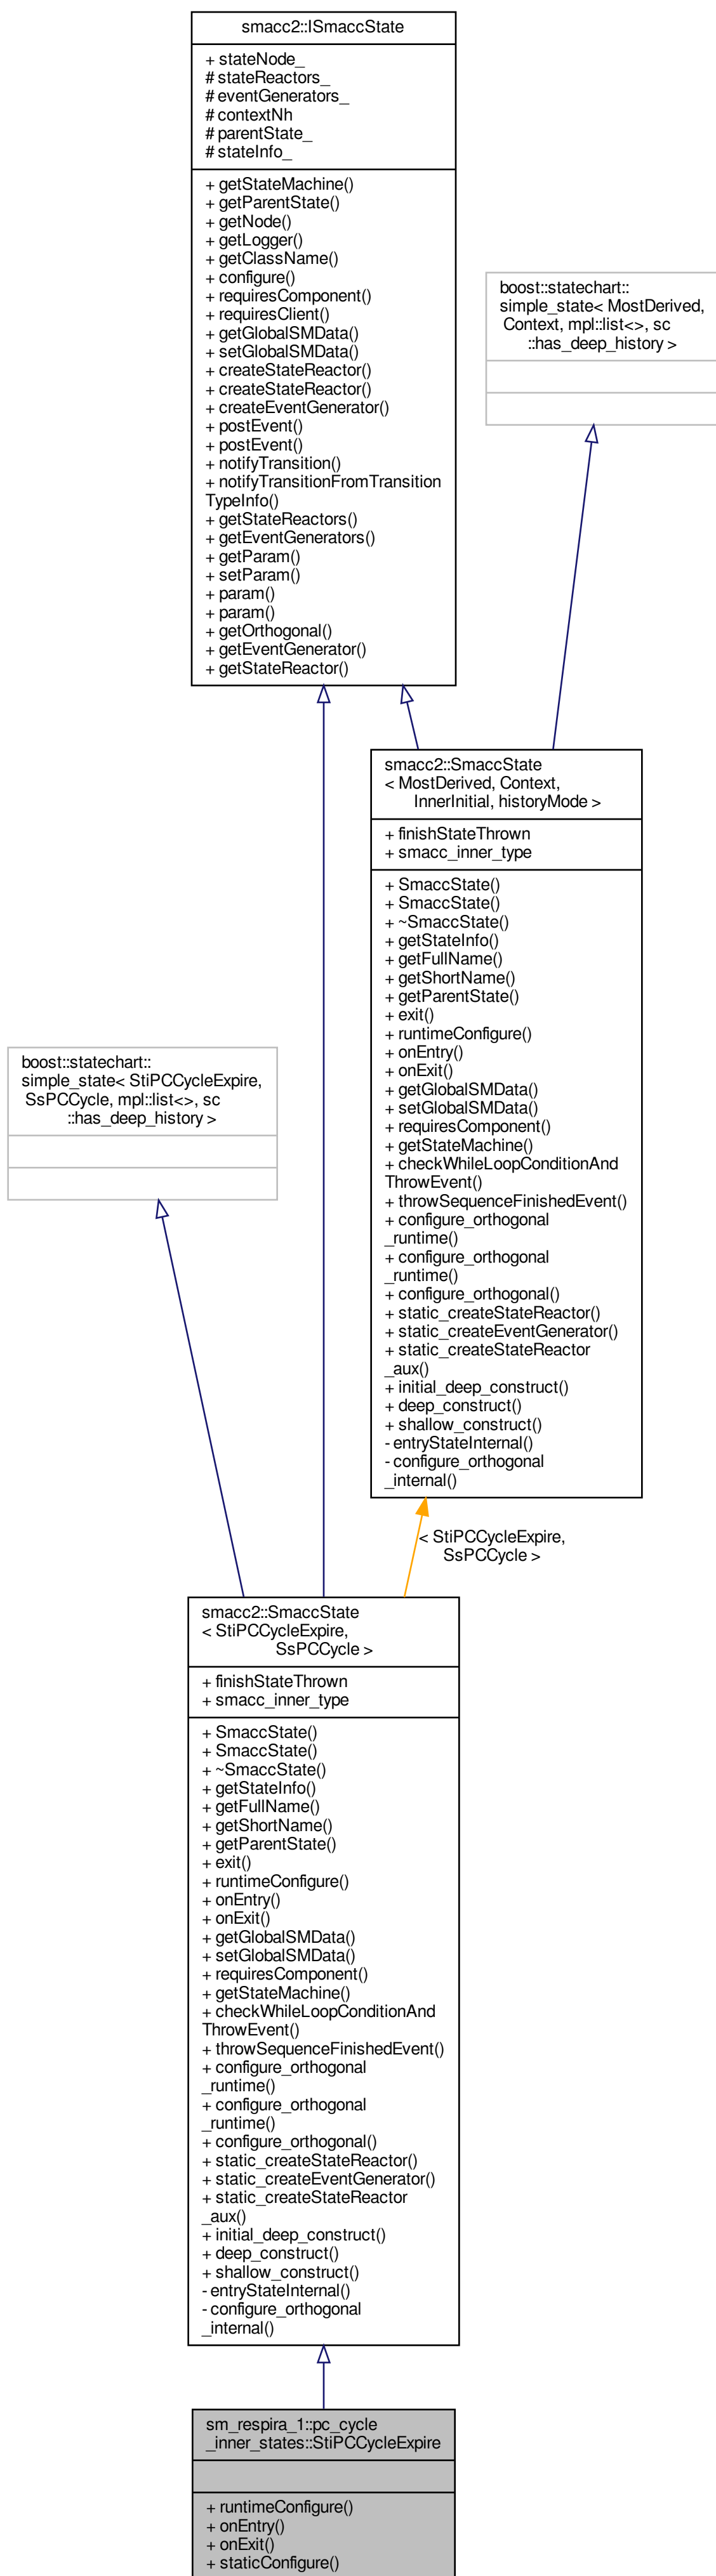 smacc2::ISmaccState
+ stateNode_
# stateReactors_
# eventGenerators_
# contextNh
# parentState_
# stateInfo_
+ getStateMachine()
+ getParentState()
+ getNode()
+ getLogger()
+ getClassName()
+ configure()
+ requiresComponent()
+ requiresClient()
+ getGlobalSMData()
+ setGlobalSMData()
+ createStateReactor()
+ createStateReactor()
+ createEventGenerator()
+ postEvent()
+ postEvent()
+ notifyTransition()
+ notifyTransitionFromTransition
TypeInfo()
+ getStateReactors()
+ getEventGenerators()
+ getParam()
+ setParam()
+ param()
+ param()
+ getOrthogonal()
+ getEventGenerator()
+ getStateReactor()
boost::statechart::
simple_state< MostDerived,
Context, mpl::list<>, sc
::has_deep_history >
smacc2::SmaccState
< MostDerived, Context,
InnerInitial, historyMode >
+ finishStateThrown
+ smacc_inner_type
+ SmaccState()
+ SmaccState()
+ ~SmaccState()
+ getStateInfo()
+ getFullName()
+ getShortName()
+ getParentState()
+ exit()
+ runtimeConfigure()
+ onEntry()
+ onExit()
+ getGlobalSMData()
+ setGlobalSMData()
+ requiresComponent()
+ getStateMachine()
+ checkWhileLoopConditionAnd
ThrowEvent()
+ throwSequenceFinishedEvent()
+ configure_orthogonal
_runtime()
+ configure_orthogonal
_runtime()
+ configure_orthogonal()
+ static_createStateReactor()
+ static_createEventGenerator()
+ static_createStateReactor
_aux()
+ initial_deep_construct()
+ deep_construct()
+ shallow_construct()
- entryStateInternal()
- configure_orthogonal
_internal()
boost::statechart::
simple_state< StiPCCycleExpire,
SsPCCycle, mpl::list<>, sc
::has_deep_history >
< StiPCCycleExpire,
SsPCCycle >
smacc2::SmaccState
< StiPCCycleExpire,
SsPCCycle >
+ finishStateThrown
+ smacc_inner_type
+ SmaccState()
+ SmaccState()
+ ~SmaccState()
+ getStateInfo()
+ getFullName()
+ getShortName()
+ getParentState()
+ exit()
+ runtimeConfigure()
+ onEntry()
+ onExit()
+ getGlobalSMData()
+ setGlobalSMData()
+ requiresComponent()
+ getStateMachine()
+ checkWhileLoopConditionAnd
ThrowEvent()
+ throwSequenceFinishedEvent()
+ configure_orthogonal
_runtime()
+ configure_orthogonal
_runtime()
+ configure_orthogonal()
+ static_createStateReactor()
+ static_createEventGenerator()
+ static_createStateReactor
_aux()
+ initial_deep_construct()
+ deep_construct()
+ shallow_construct()
- entryStateInternal()
- configure_orthogonal
_internal()
sm_respira_1::pc_cycle
_inner_states::StiPCCycleExpire
+ runtimeConfigure()
+ onEntry()
+ onExit()
+ staticConfigure()